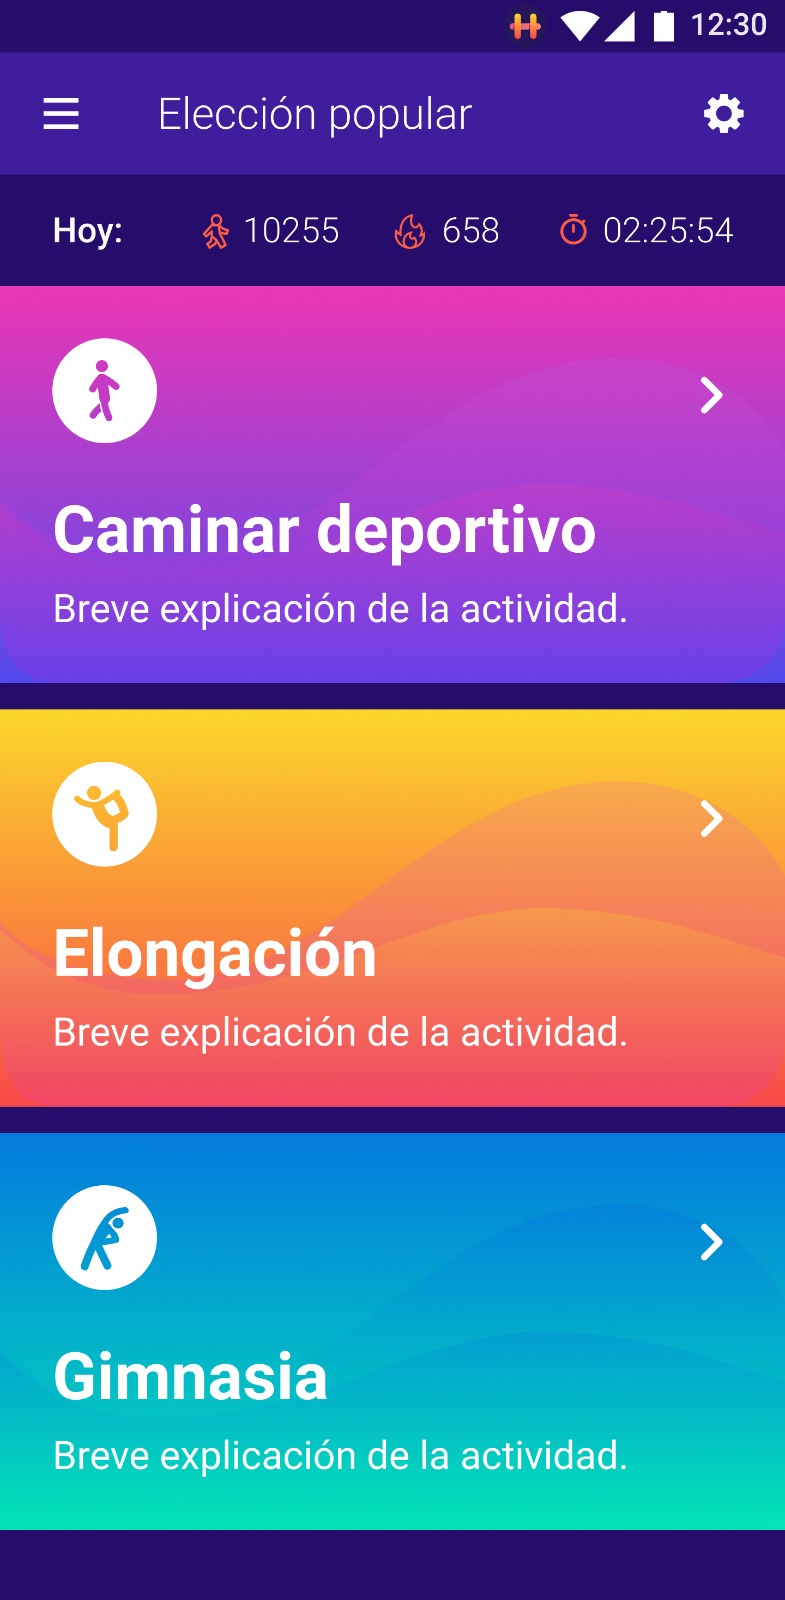 12:30
Elección popular
Hoy: 10255 658 02:25:54
Caminar deportivo
Breve explicación de la actividad.
Elongación
Breve explicación de la actividad.
Gimnasia
Breve explicación de la actividad.